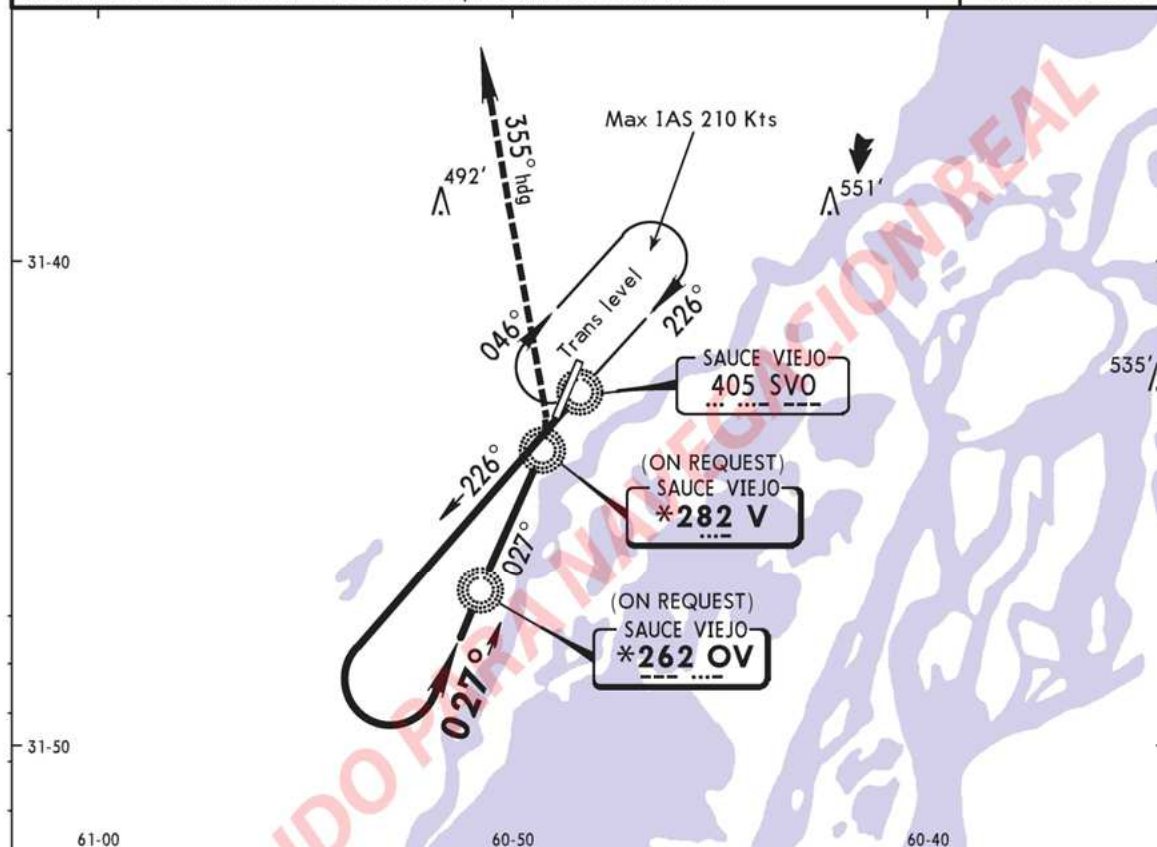 355° hdg
Max IAS 210 Kts
492'
551'
31-40
Trans level
046°
226°
SAUCE VIEJO
405 SVO
535'
(ON REQUEST)
SAUCE VIEJO
*282 V
226°
027°
(ON REQUEST)
SAUCE VIEJO
*262 OV
027°
31-50
61-00
60-50
60-40
NDO PARA NAVEGACION REAL